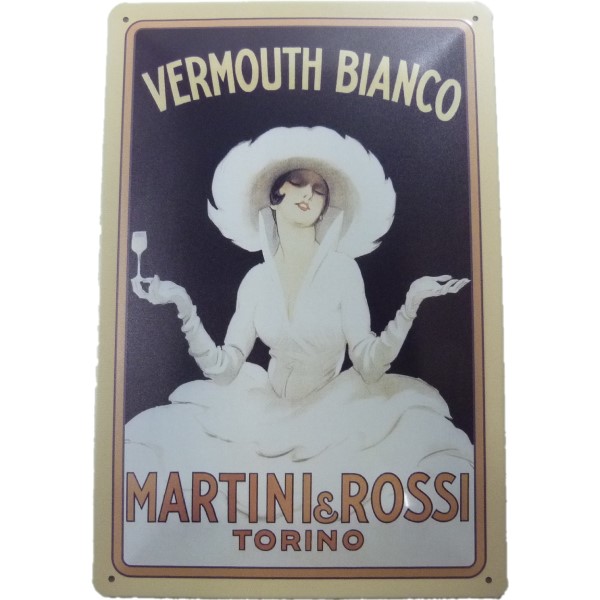 VERMOUTH BIANCO
MARTINI & ROSSI
TORINO